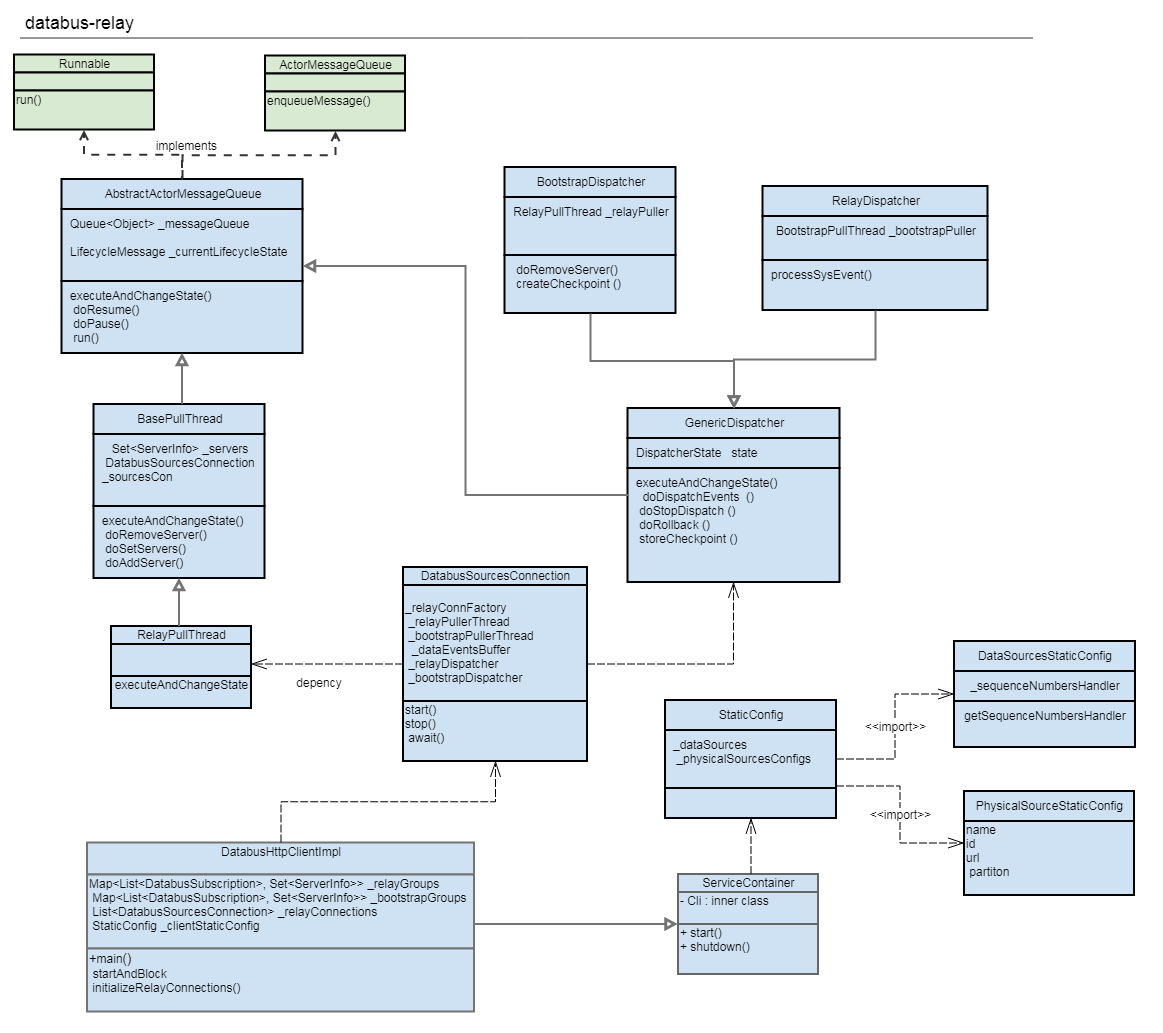 databus-relay
Runnable
run()
ActorMessageQueue
enqueueMessage()
implements
AbstractActorMessageQueue
Queue<Object> _messageQueue
LifecycleMessage _currentLifecycleState
executeAndChangeState()
doResume()
doPause()
run()
BootstrapDispatcher
RelayPullThread _relayPuller
doRemoveServer()
createCheckpoint ()
RelayDispatcher
BootstrapPullThread _bootstrapPuller
processSysEvent()
BasePullThread
Set<ServerInfo> _servers
DatabusSourcesConnection
_sourcesCon
executeAndChangeState()
doRemoveServer()
doSetServers()
doAddServer()
GenericDispatcher
DispatcherState state
executeAndChangeState()
doDispatchEvents ()
doStopDispatch ()
doRollback ()
storeCheckpoint ()
RelayPullThread
executeAndChangeState
depency
DatabusSourcesConnection
_relayConnFactory
_relayPullerThread
_bootstrapPullerThread
_dataEventsBuffer
_relayDispatcher
_bootstrapDispatcher
start()
stop()
await()
DataSourcesStaticConfig
_sequenceNumbersHandler
getSequenceNumbersHandler
StaticConfig
_dataSources
_physicalSourcesConfigs
<<import>>
<<import>>
PhysicalSourceStaticConfig
name
id
url
partiton
DatabusHttpClientImpl
Map<List<DatabusSubscription>, Set<ServerInfo>> _relayGroups
Map<List<DatabusSubscription>, Set<ServerInfo>> _bootstrapGroups
List<DatabusSourcesConnection> _relayConnections
StaticConfig _clientStaticConfig
+main()
startAndBlock
initializeRelayConnections()
ServiceContainer
- Cli : inner class
+ start()
+ shutdown()